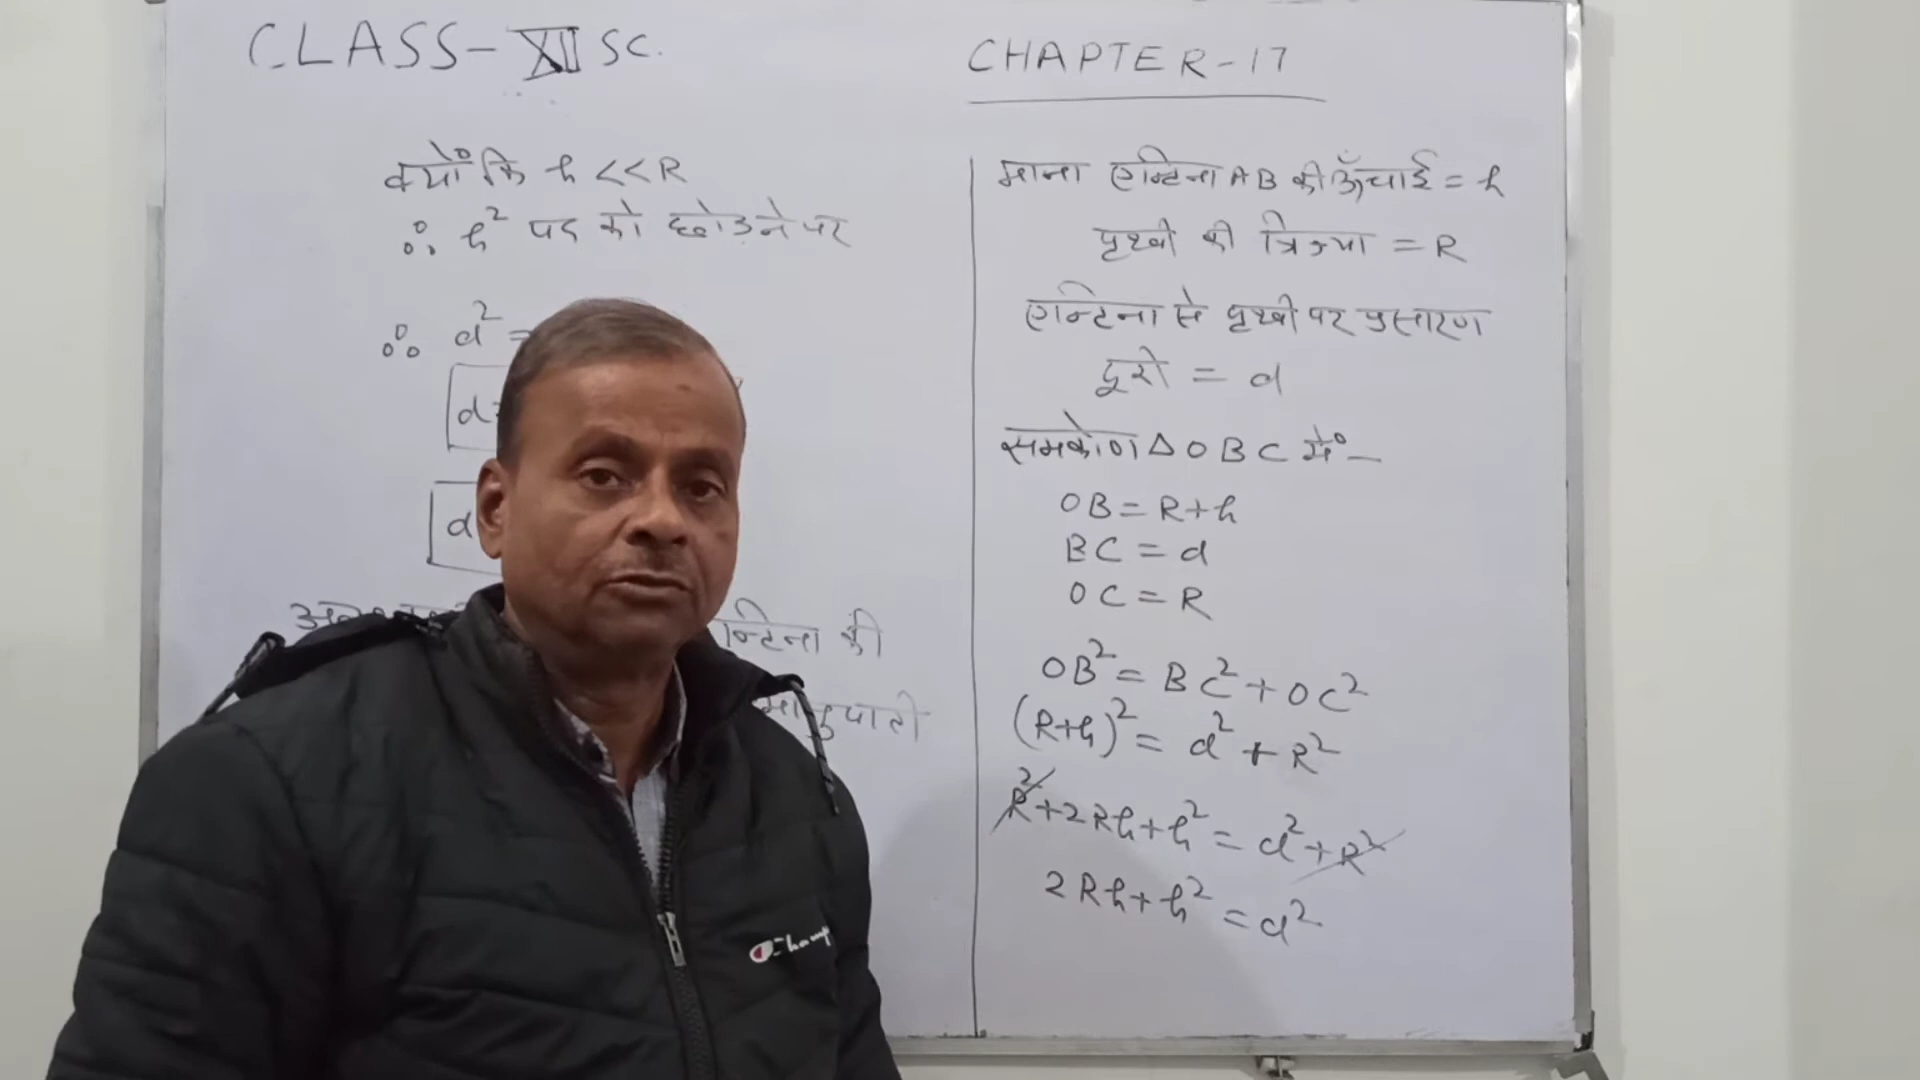 CLASS-XII SC.
CHAPTER-17
क्योंकि h<<R
∴ h² पद को छोड़ने पर
∴ d² =
d=
d
न्टिना की
मानुपाती
माना एन्टिना AB की ऊँचाई = h
पृथ्वी की त्रिज्या = R
एन्टिना से पृथ्वी पर प्रसारण
दूरी = d
समकोण Δ OBC में -
OB = R+h
BC = d
OC = R
OB² = BC² + OC²
(R+h)² = d² + R²
R²+2Rh+h² = d²+R²
2Rh+h² = d²
Champ